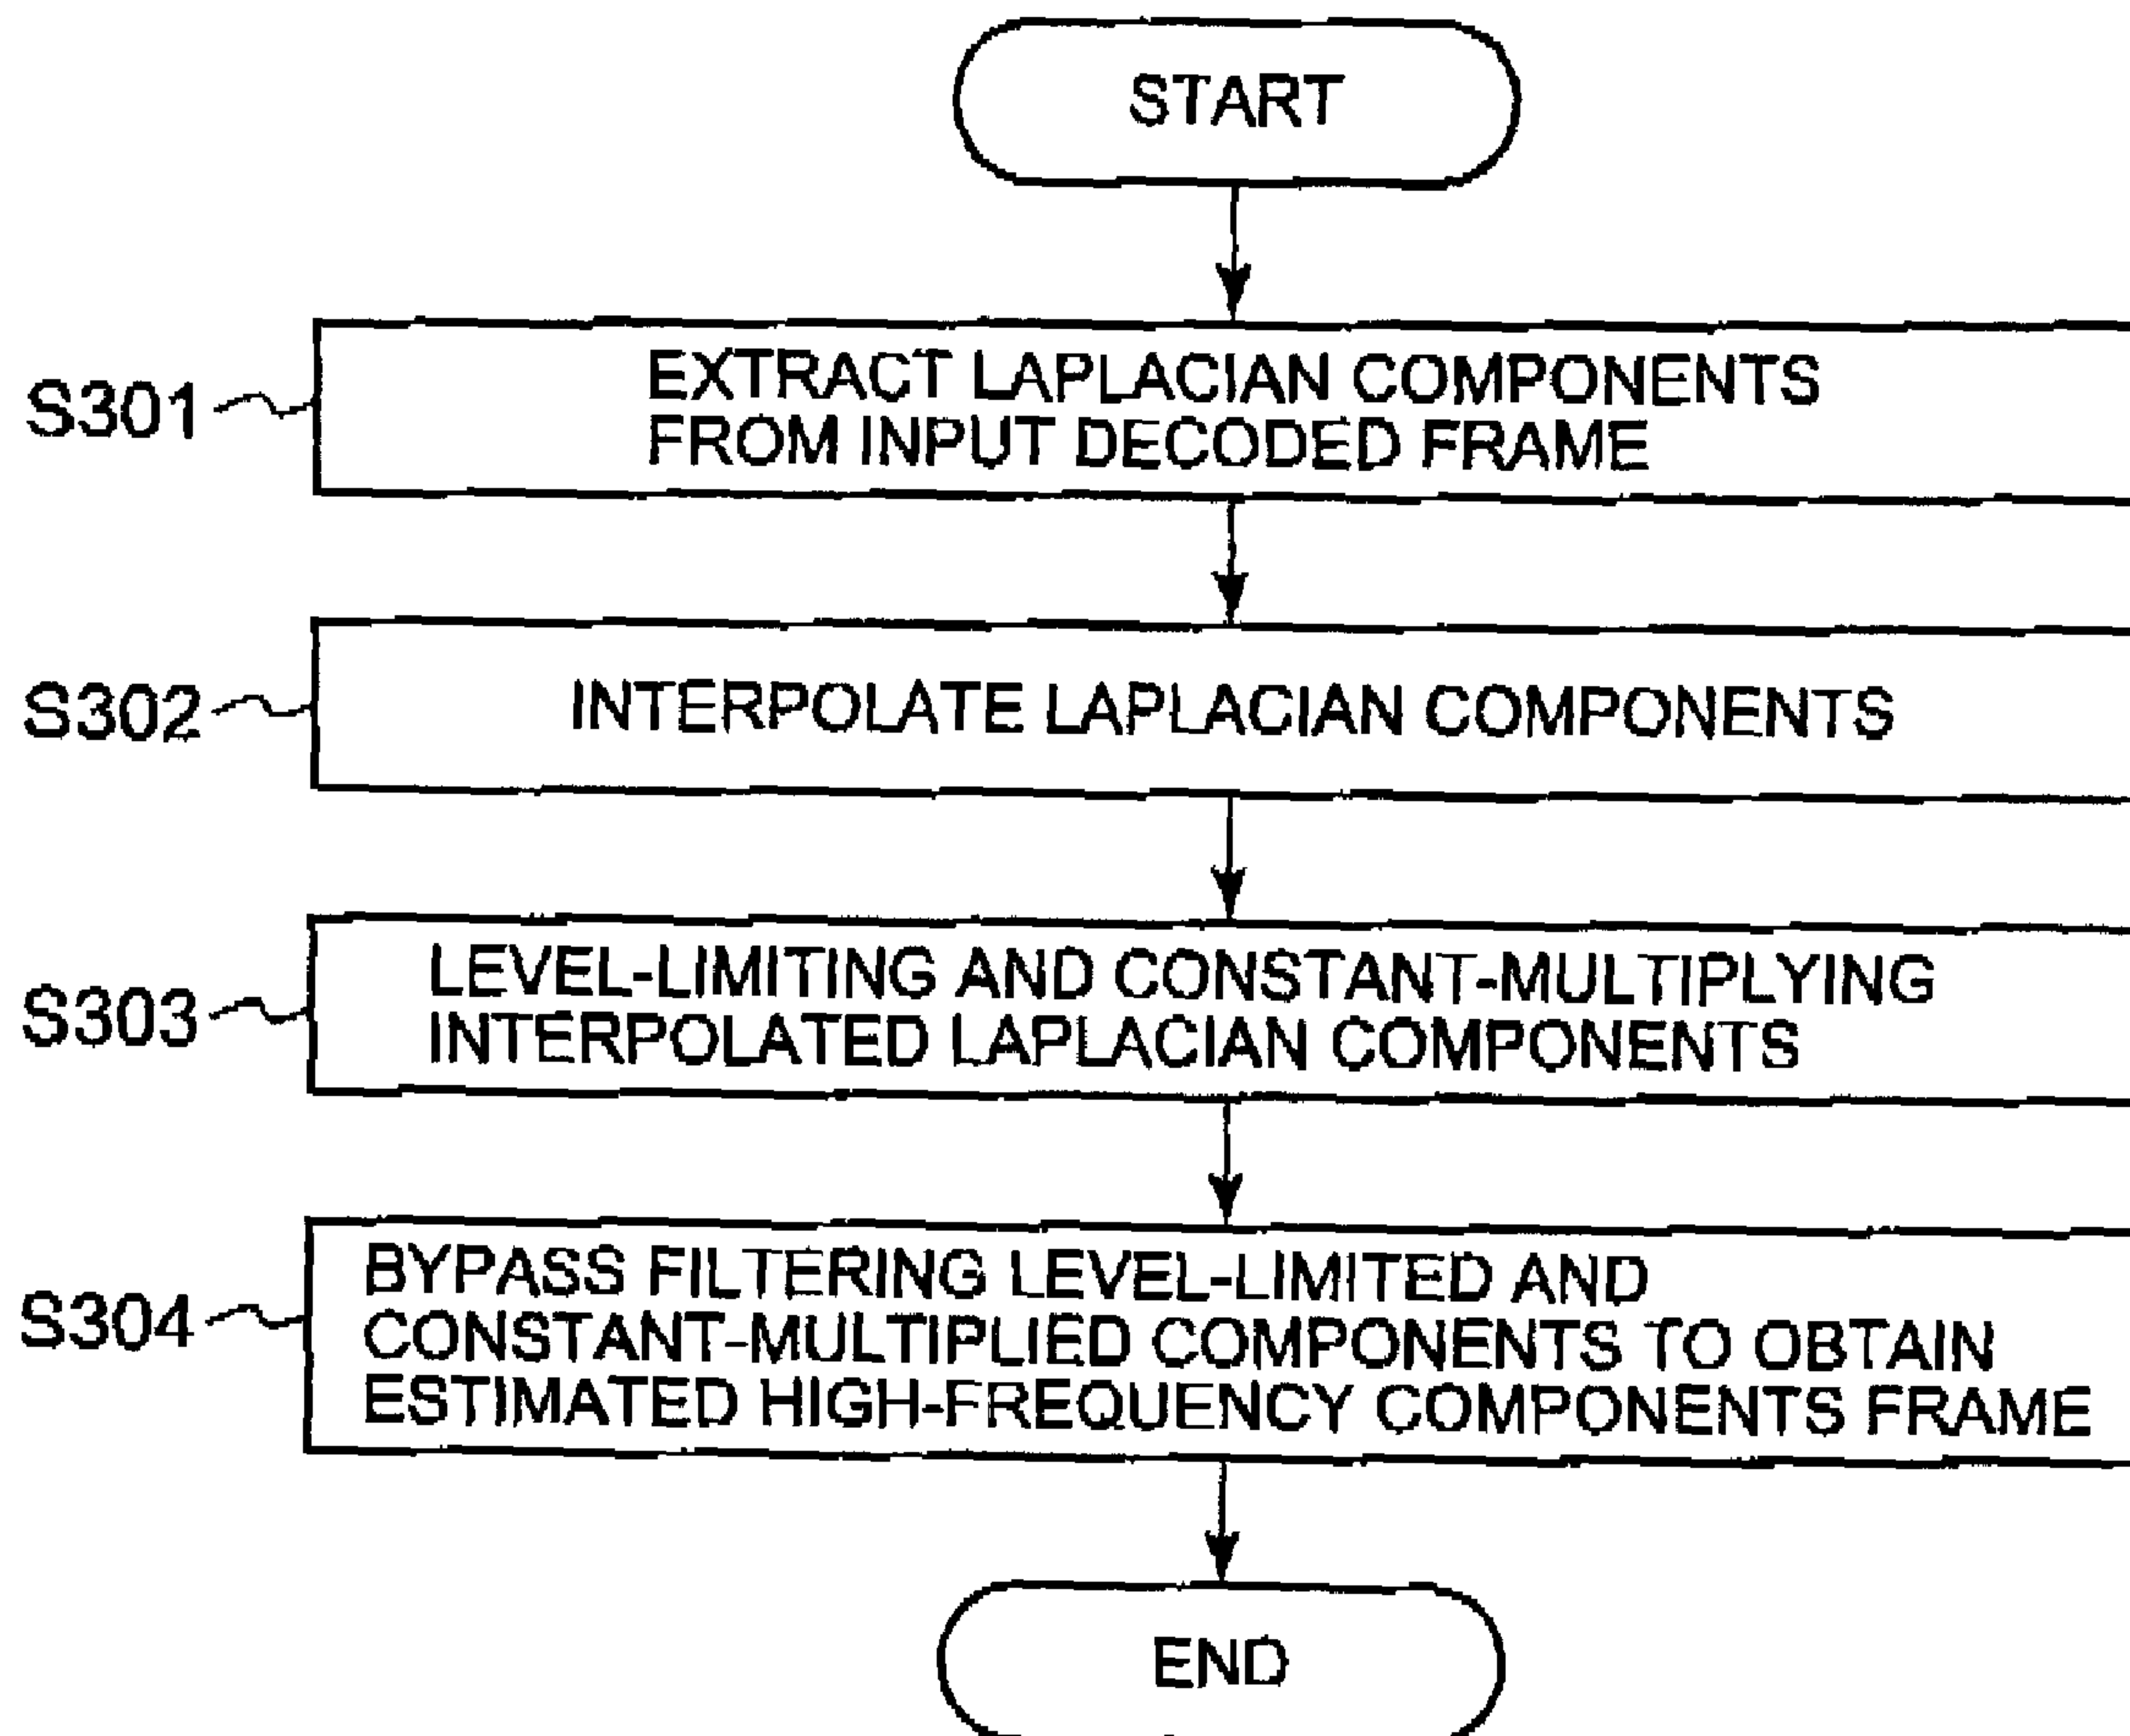 START
S301
EXTRACT LAPLACIAN COMPONENTS
FROM INPUT DECODED FRAME
S302
INTERPOLATE LAPLACIAN COMPONENTS
S303
LEVEL-LIMITING AND CONSTANT-MULTIPLYING
INTERPOLATED LAPLACIAN COMPONENTS
S304
BYPASS FILTERING LEVEL-LIMITED AND
CONSTANT-MULTIPLIED COMPONENTS TO OBTAIN
ESTIMATED HIGH-FREQUENCY COMPONENTS FRAME
END